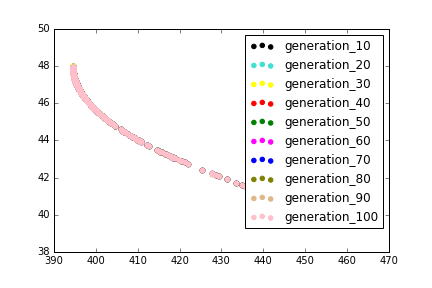 50
48
46
44
42
40
38
390
400
410
420
430
440
450
460
470
generation_10
generation_20
generation_30
generation_40
generation_50
generation_60
generation_70
generation_80
generation_90
generation_100